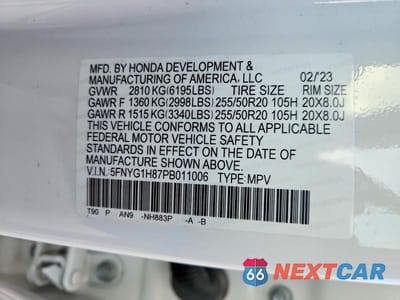 MFD. BY HONDA DEVELOPMENT &
MANUFACTURING OF AMERICA, LLC 02/'23
GVWR 2810 KG(6195LBS) TIRE SIZE RIM SIZE
GAWR F 1360 KG(2998LBS) 255/50R20 105H 20X8.0J
GAWR R 1515 KG(3340LBS) 255/50R20 105H 20X8.0J
THIS VEHICLE CONFORMS TO ALL APPLICABLE
FEDERAL MOTOR VEHICLE SAFETY STANDARDS
IN EFFECT ON THE DATE OF MANUFACTURE
SHOWN ABOVE.
V.I.N.:5FNYG1H87PB011006 TYPE:MPV
T90 P AN9 -NH883P -A -B
66 NEXTCAR